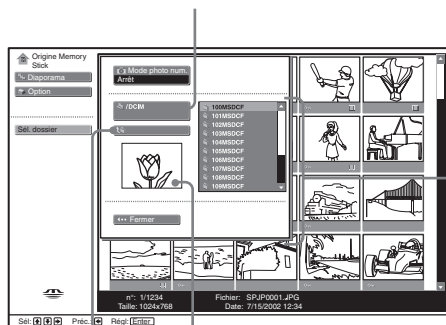 Origine Memory
Stick
Diaporama
Option
Sél. dossier
Mode photo num.
Arrêt
/DCIM
100MSDCF
101MSDCF
102MSDCF
103MSDCF
104MSDCF
105MSDCF
106MSDCF
107MSDCF
108MSDCF
109MSDCF
Fermer
n°: 1/1234 Fichier: SPJP0001.JPG
Taille: 1024x768 Date: 7/15/2002 12:34
Sél: Préc.: Régl: Enter